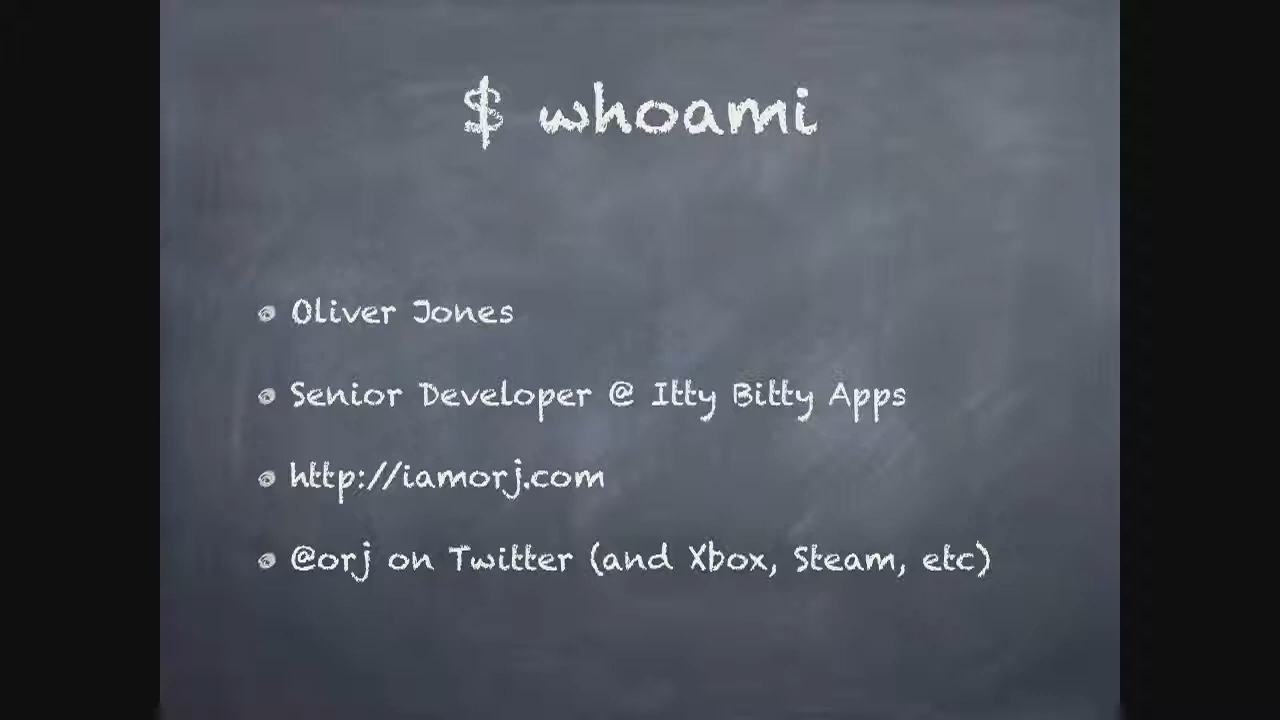 $ whoami
Oliver Jones
Senior Developer @ Itty Bitty Apps
http://iamorj.com
@orj on Twitter (and Xbox, Steam, etc)